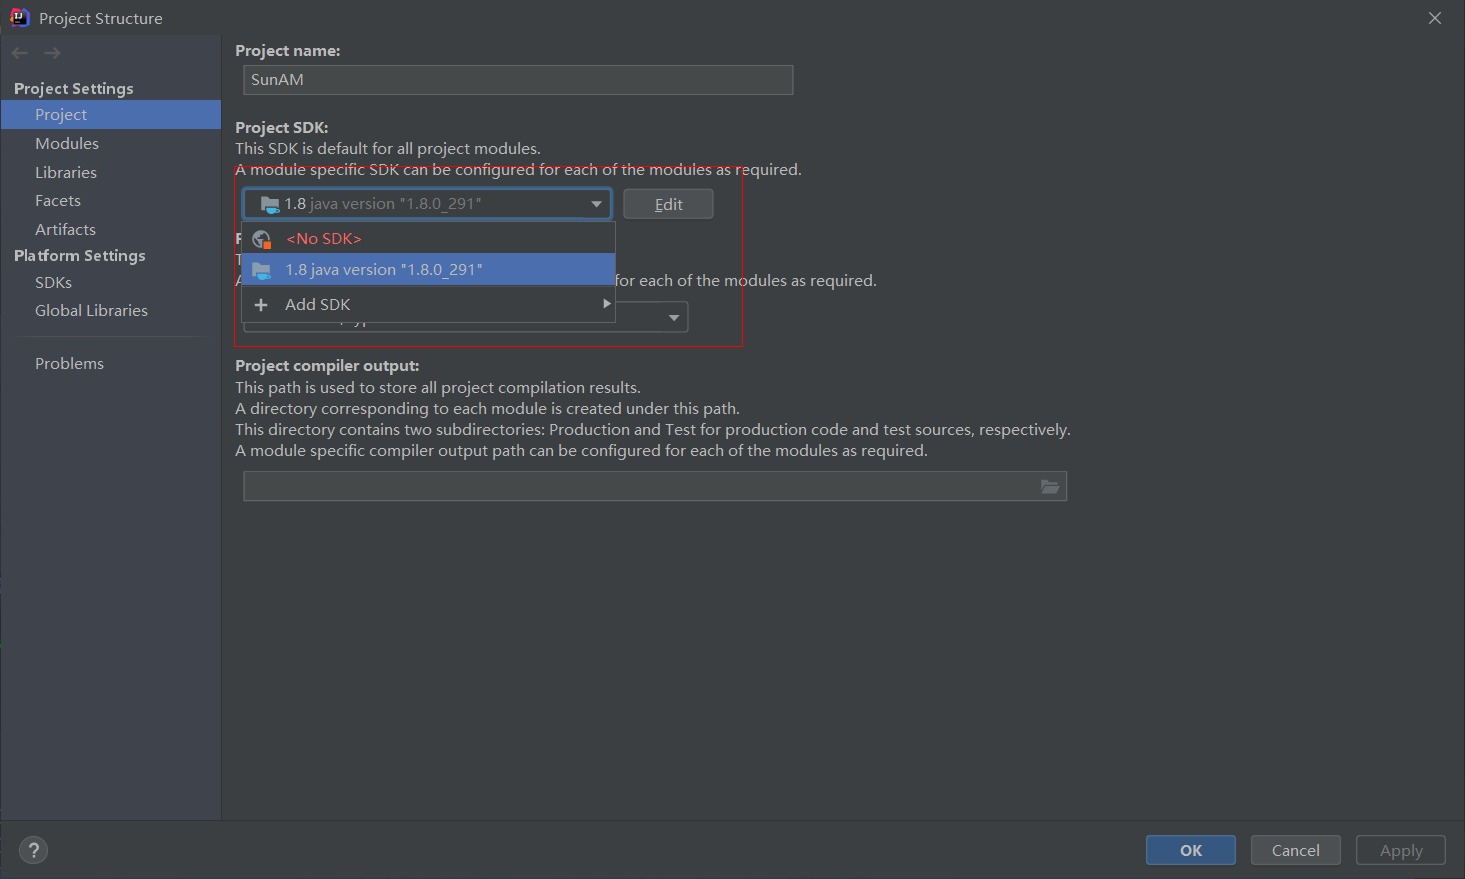 Project Structure
Project Settings
Project
Modules
Libraries
Facets
Artifacts
Platform Settings
SDKs
Global Libraries
Problems
Project name:
SunAM
Project SDK:
This SDK is default for all project modules.
A module specific SDK can be configured for each of the modules as required.
1.8 java version "1.8.0_291"
Edit
<No SDK>
1.8 java version "1.8.0_291"
for each of the modules as required.
Add SDK
Project compiler output:
This path is used to store all project compilation results.
A directory corresponding to each module is created under this path.
This directory contains two subdirectories: Production and Test for production code and test sources, respectively.
A module specific compiler output path can be configured for each of the modules as required.
?
OK
Cancel
Apply